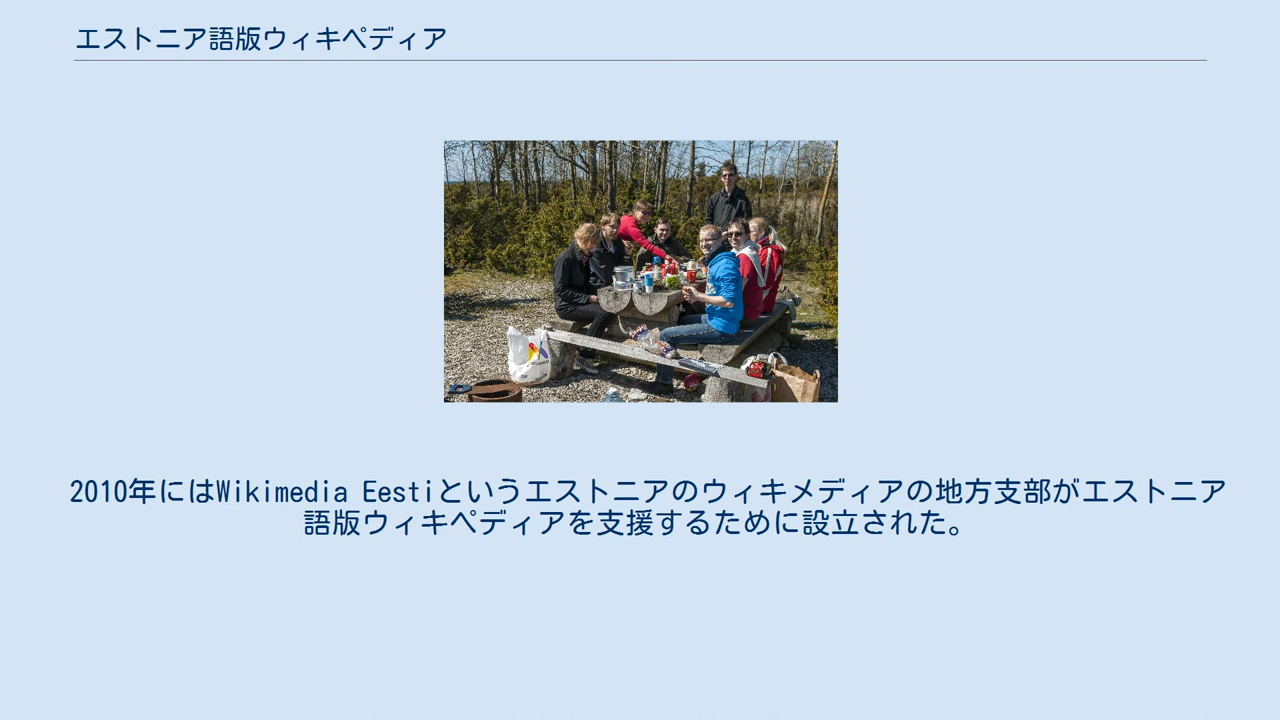 エストニア語版ウィキペディア
2010年にはWikimedia Eestiというエストニアのウィキメディアの地方支部がエストニア
語版ウィキペディアを支援するために設立された。